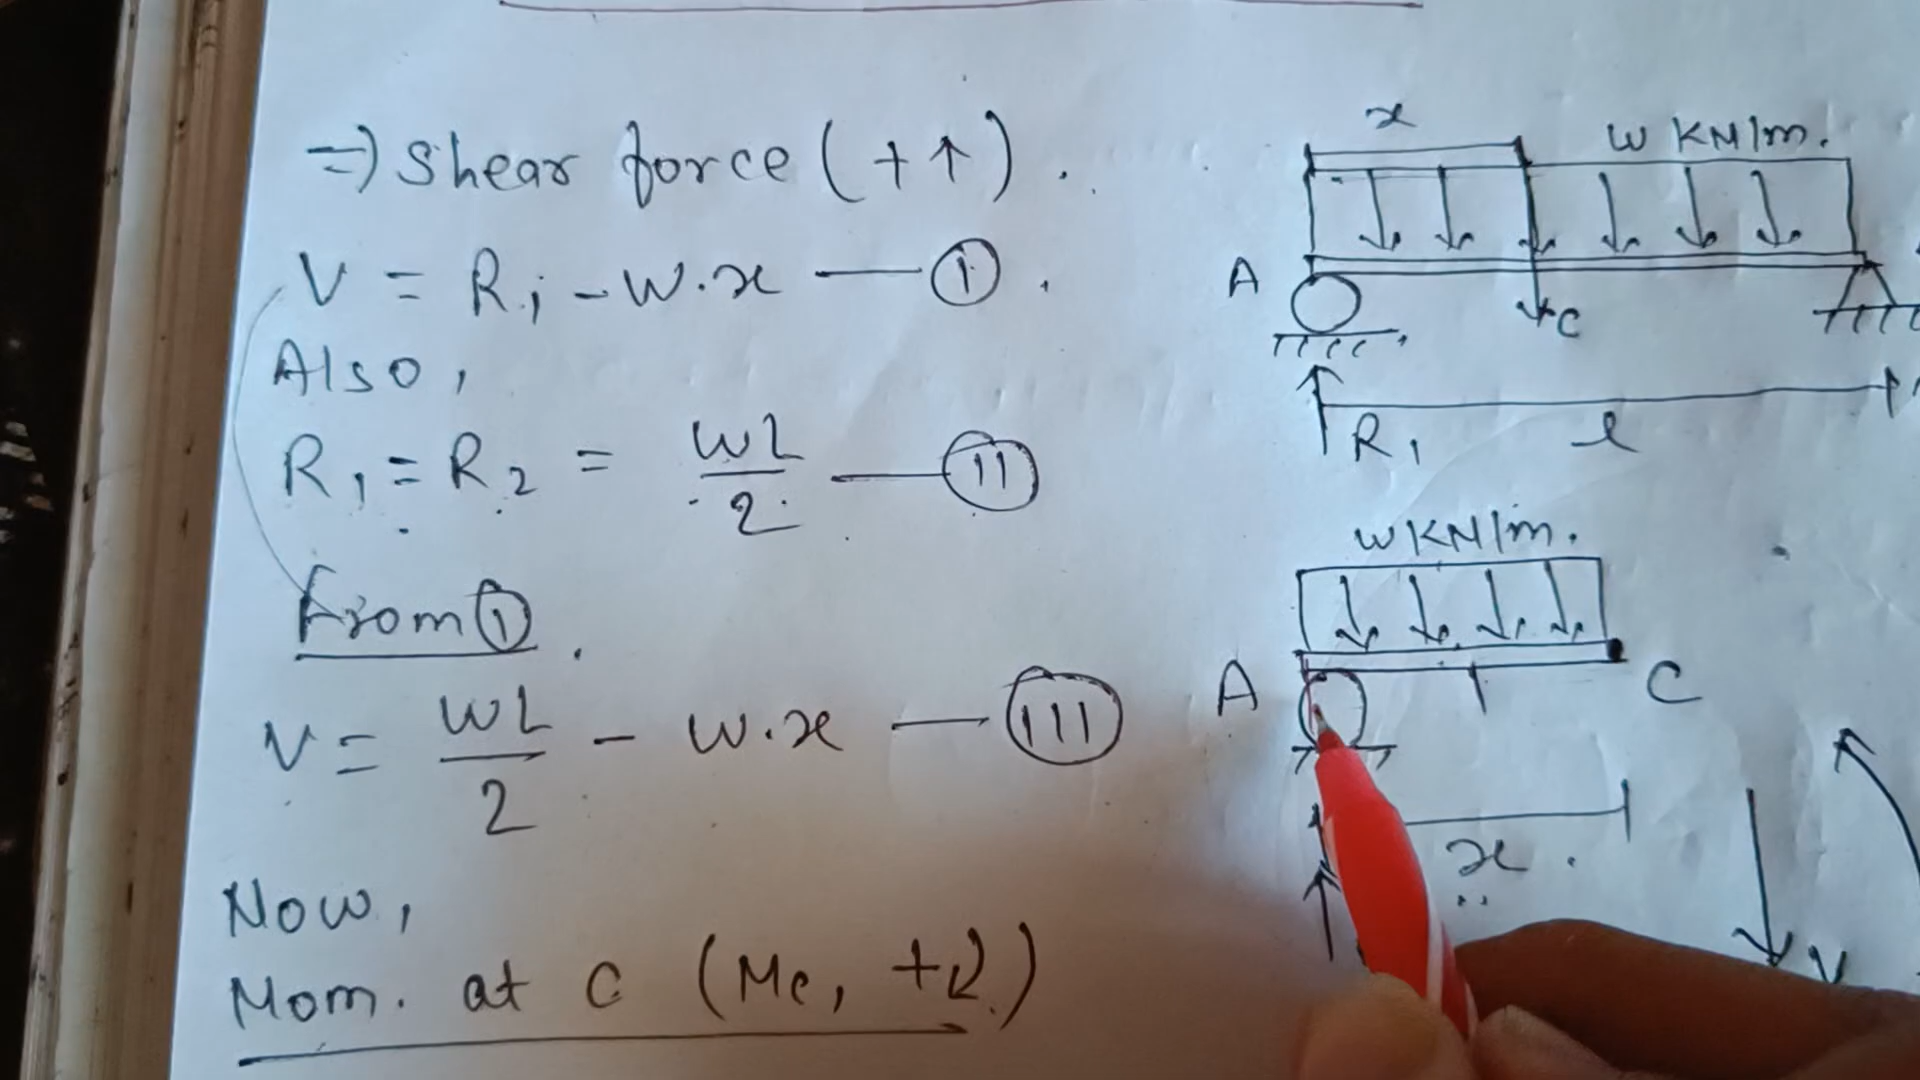 =) Shear force (+↑).
V = R1 - W.x — I.
Also,
R1 = R2 = WL/2 — II
From I.
V = WL/2 - W.x — III
Now,
Mom. at C (Mc, +↻)
x
W KN/m.
A
C
R1
l
W KN/m.
A
C
x.
V